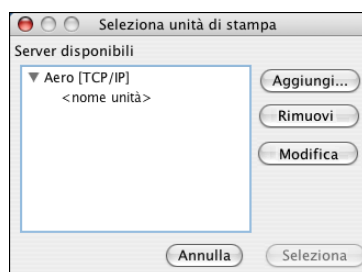 Seleziona unità di stampa
Server disponibili
Aero [TCP/IP]
<nome unità>
Aggiungi...
Rimuovi
Modifica
Annulla
Seleziona